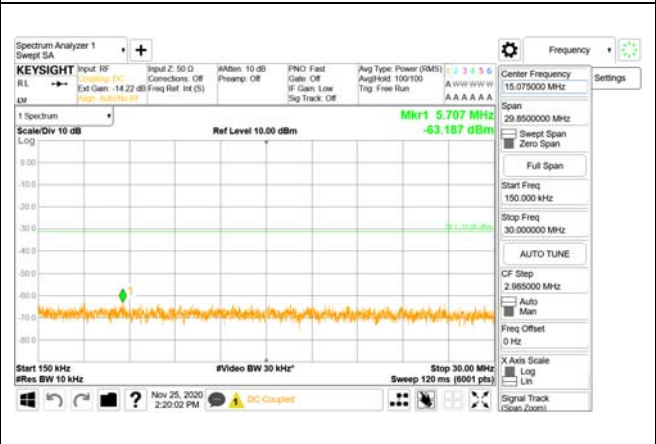 Spectrum Analyzer 1
Swept SA
+
Frequency
KEYSIGHT
RL
Input: RF
Coupling: DC
Ext Gain: -14.22 dB
Align: Auto/No RF
Input Z: 50 Ω
Corrections: Off
Freq Ref: Int (S)
#Atten: 10 dB
Preamp: Off
PNO: Fast
Gate: Off
IF Gain: Low
Sig Track: Off
Avg Type: Power (RMS)
Avg|Hold: 100/100
Trig: Free Run
1 2 3 4 5 6
A W W W W W
A A A A A A
1 Spectrum
Mkr1 5.707 MHz
-63.187 dBm
Scale/Div 10 dB
Ref Level 10.00 dBm
Log
0.00
-10.0
-20.0
-30.0
-40.0
-50.0
-60.0
-70.0
-80.0
1
Start 150 kHz
#Res BW 10 kHz
#Video BW 30 kHz*
Stop 30.00 MHz
Sweep 120 ms (6001 pts)
?
Nov 25, 2020
2:20:02 PM
1
DC Coupled
Center Frequency
15.075000 MHz
Settings
Span
29.8500000 MHz
Swept Span
Zero Span
Full Span
Start Freq
150.000 kHz
Stop Freq
30.000000 MHz
AUTO TUNE
CF Step
2.985000 MHz
Auto
Man
Freq Offset
0 Hz
X Axis Scale
Log
Lin
Signal Track
(Span Zoom)